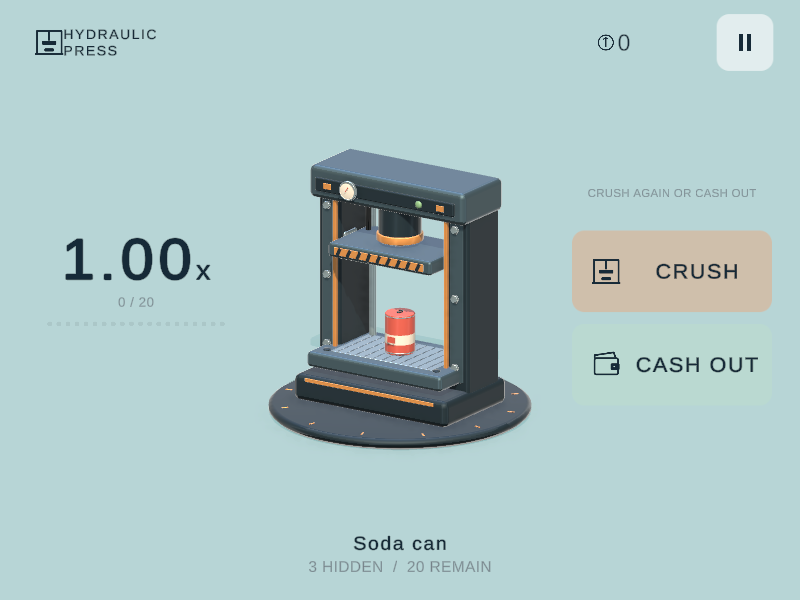 HYDRAULIC
PRESS
0
CRUSH AGAIN OR CASH OUT
1.00x
0 / 20
CRUSH
CASH OUT
Soda can
3 HIDDEN / 20 REMAIN